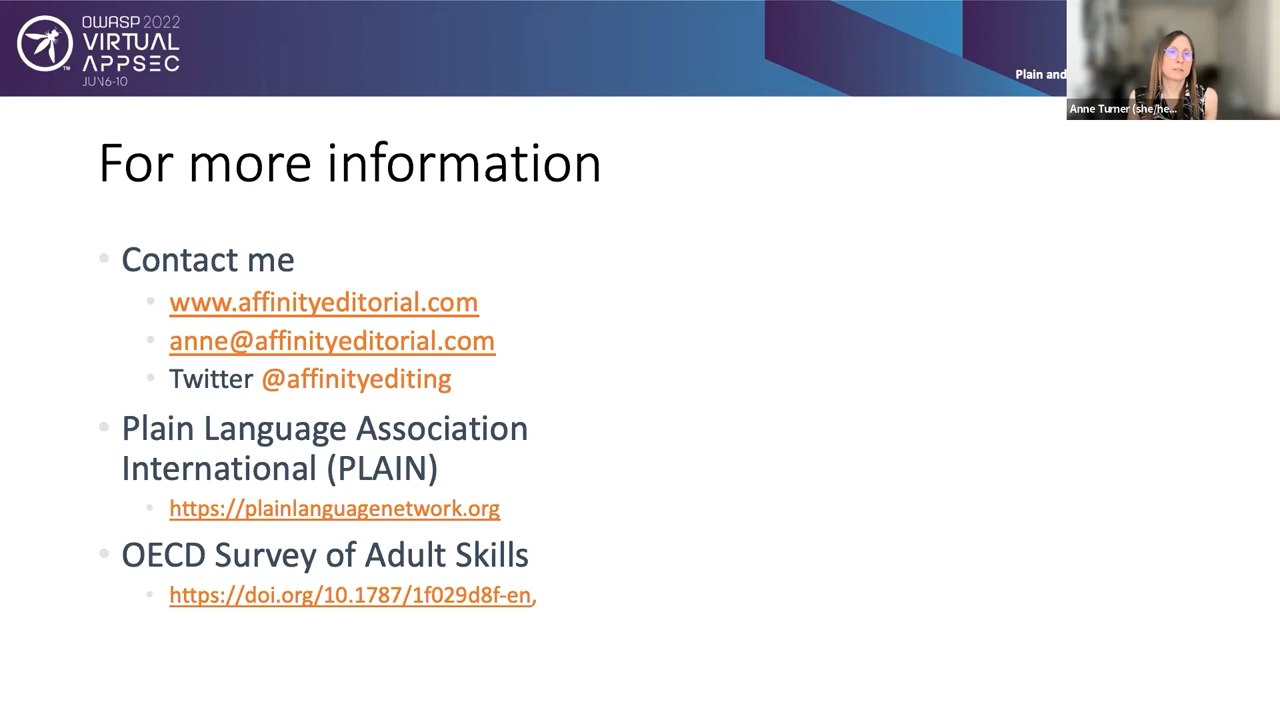 OWASP 2022
VIRTUAL
APPSEC
JUN 6-10
Plain and
Anne Turner (she/he...
For more information
• Contact me
• www.affinityeditorial.com
• anne@affinityeditorial.com
• Twitter @affinityediting
• Plain Language Association
International (PLAIN)
• https://plainlanguagenetwork.org
• OECD Survey of Adult Skills
• https://doi.org/10.1787/1f029d8f-en,